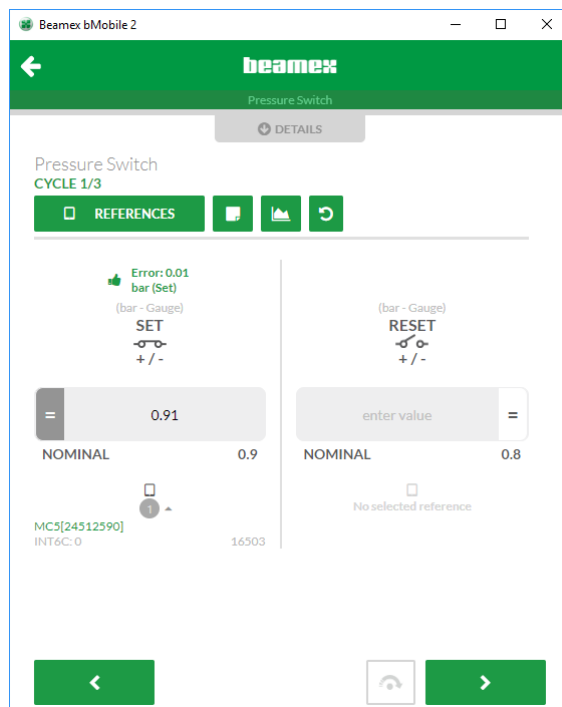 Beamex bMobile 2
beamex
Pressure Switch
DETAILS
Pressure Switch
CYCLE 1/3
REFERENCES
Error: 0.01
bar (Set)
(bar - Gauge)
SET
+ / -
= 0.91
NOMINAL 0.9
1
MC5[24512590]
INT6C: 0 16503
(bar - Gauge)
RESET
+ / -
enter value =
NOMINAL 0.8
No selected reference